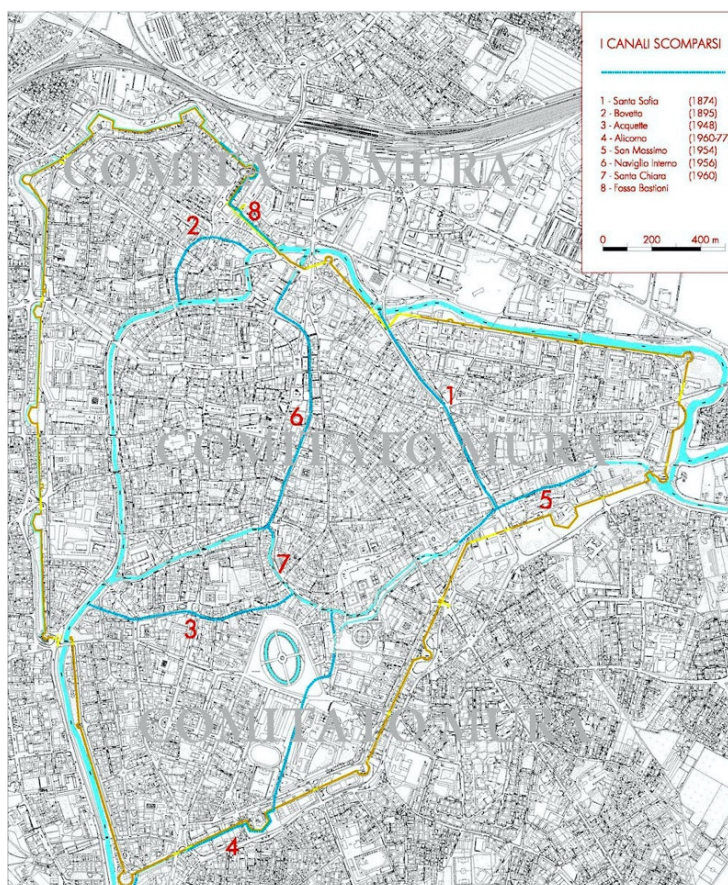 I CANALI SCOMPARSI
1 - Santa Sofia (1874)
2 - Bovetta (1895)
3 - Acquette (1948)
4 - Alicorno (1960-77
5 - San Massimo (1954)
6 - Naviglio Interno (1956)
7 - Santa Chiara (1960)
8 - Fossa Bastioni
0 200 400 m
COMITATO MURA
8
2
1
6
COMITATO MURA
5
7
3
COMITATO MURA
4